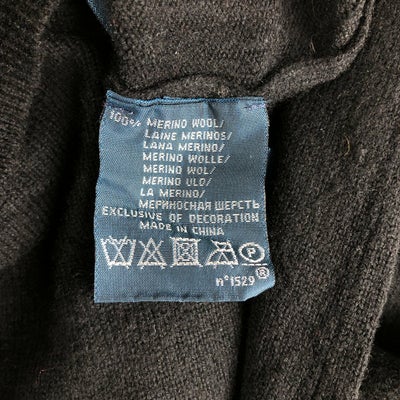 100% MERINO WOOL/
LAINE MERINOS/
LANA MERINO/
MERINO WOLLE/
MERINO WOL/
MERINO ULD/
LA MERINO/
МЕРИНОСНАЯ ШЕРСТЬ
EXCLUSIVE OF DECORATION
MADE IN CHINA
P
n°1529 ®